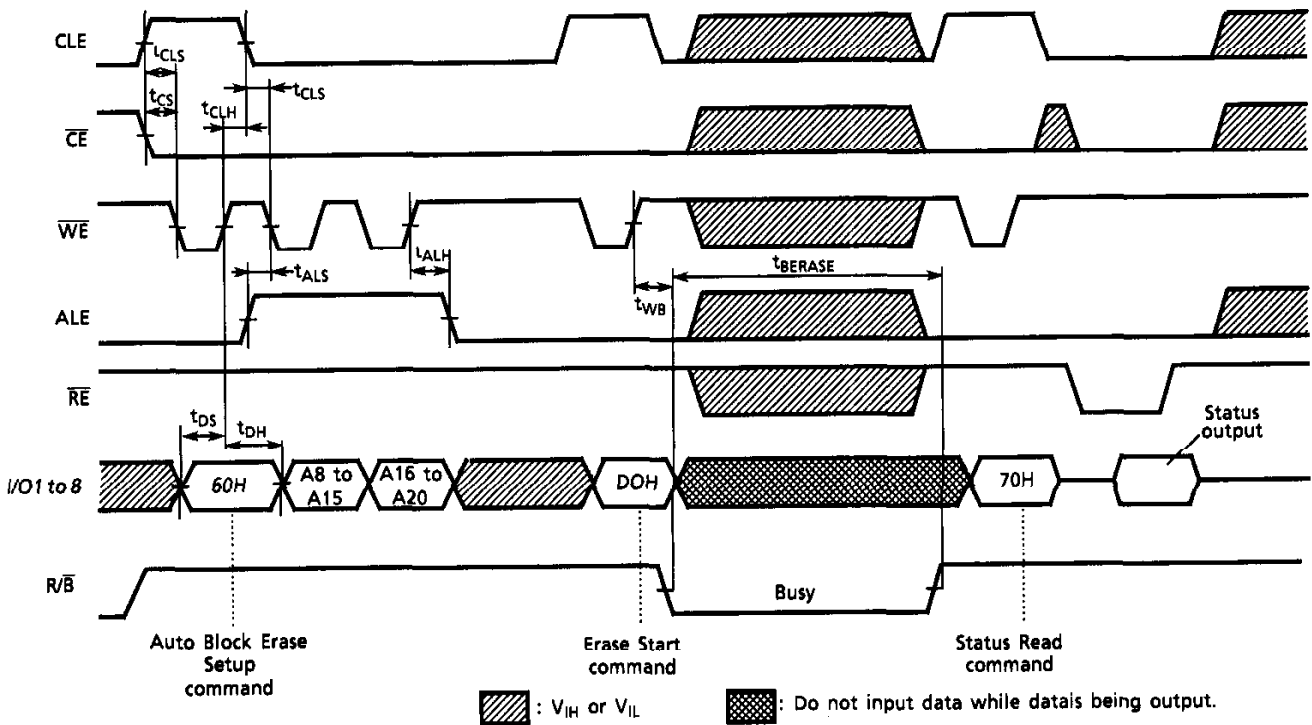 CLE
tCLS
tCS
tCLH
tCLS
CE
WE
tALS
tALH
tBERASE
tWB
ALE
RE
tDS
tDH
Status
output
I/O1 to 8
60H
A8 to
A15
A16 to
A20
DOH
70H
R/B
Busy
Auto Block Erase
Setup
command
Erase Start
command
Status Read
command
: VIH or VIL
: Do not input data while datais being output.